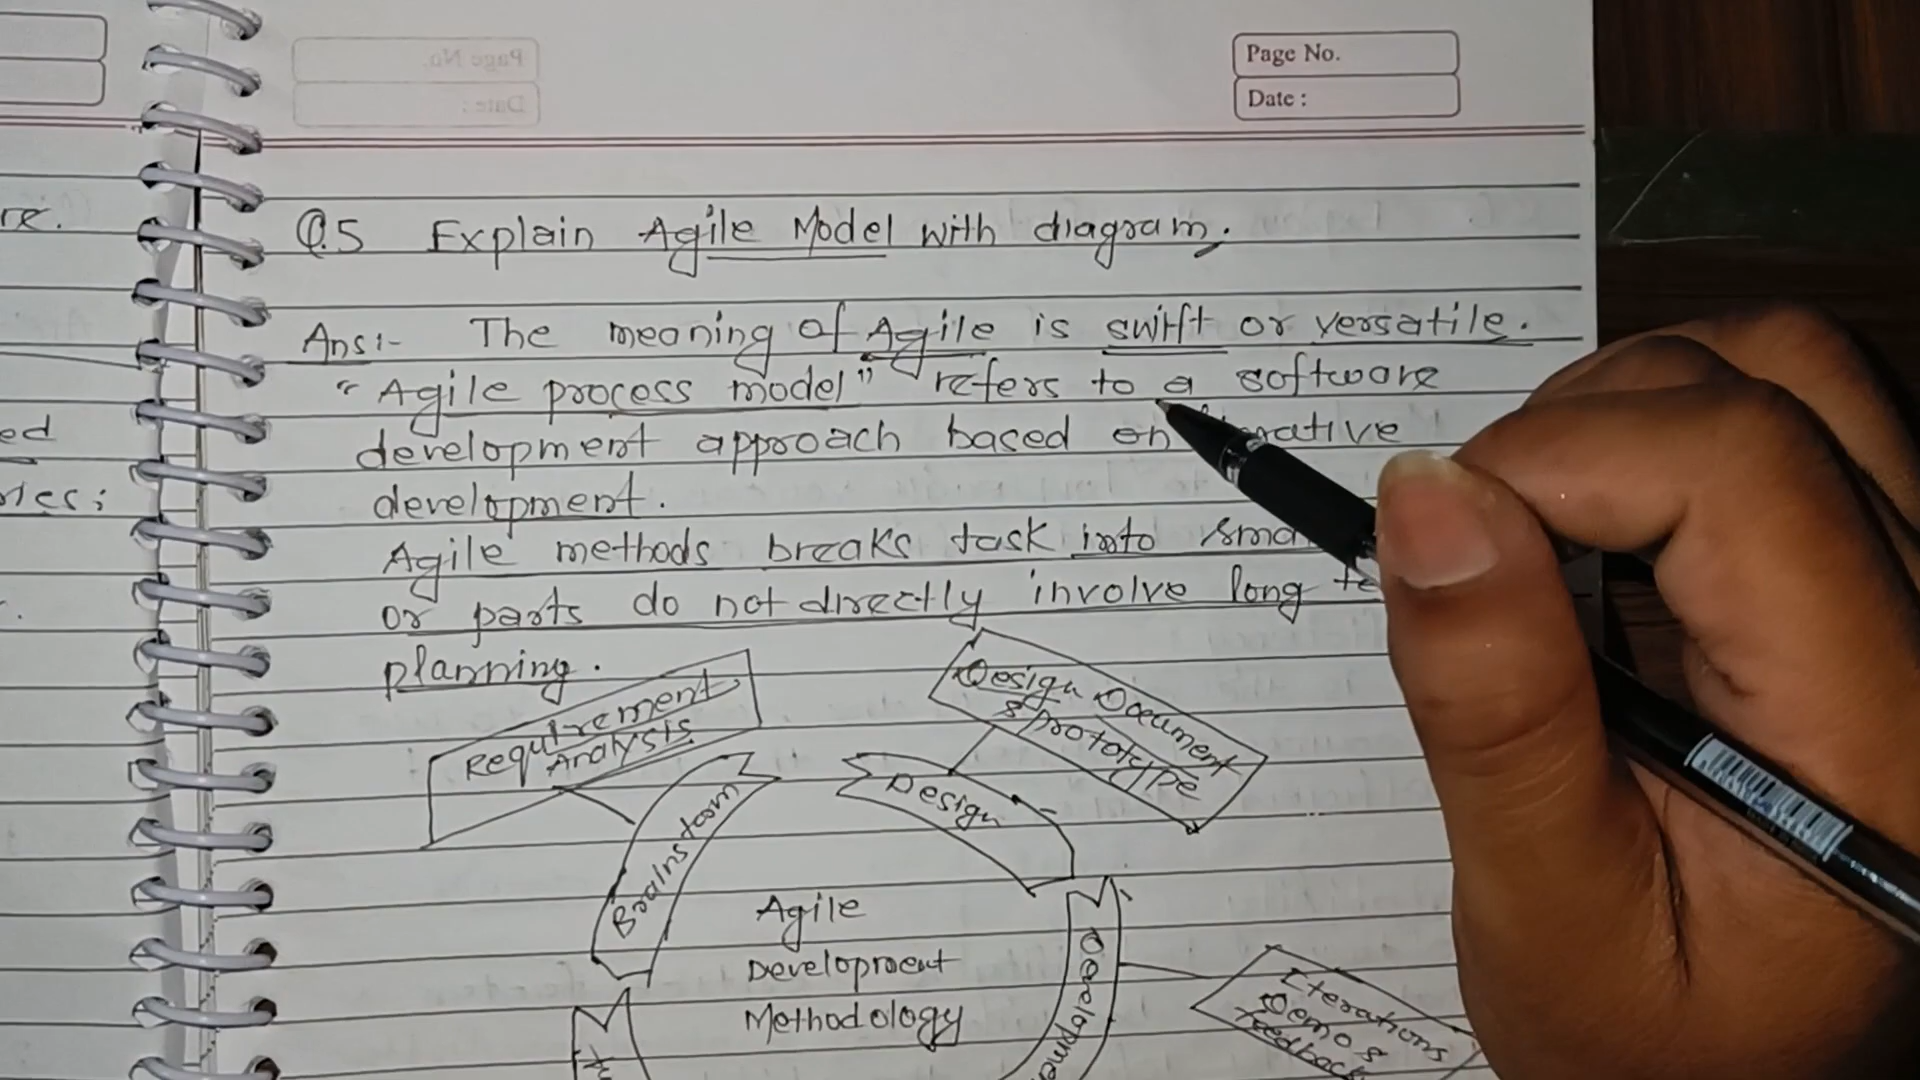 Page No.
Date :
Q.5 Explain Agile Model with diagram.
Ans:- The meaning of Agile is swift or versatile.
"Agile process model" refers to a software
development approach based on
development.
Agile methods breaks task into
or parts do not directly involve long
planning.
Requirement
Analysis
Design Document
& prototype
Brainstorm
Design
Agile
Development
Methodology
Iterations
Demo &
Feedback
re.
ed